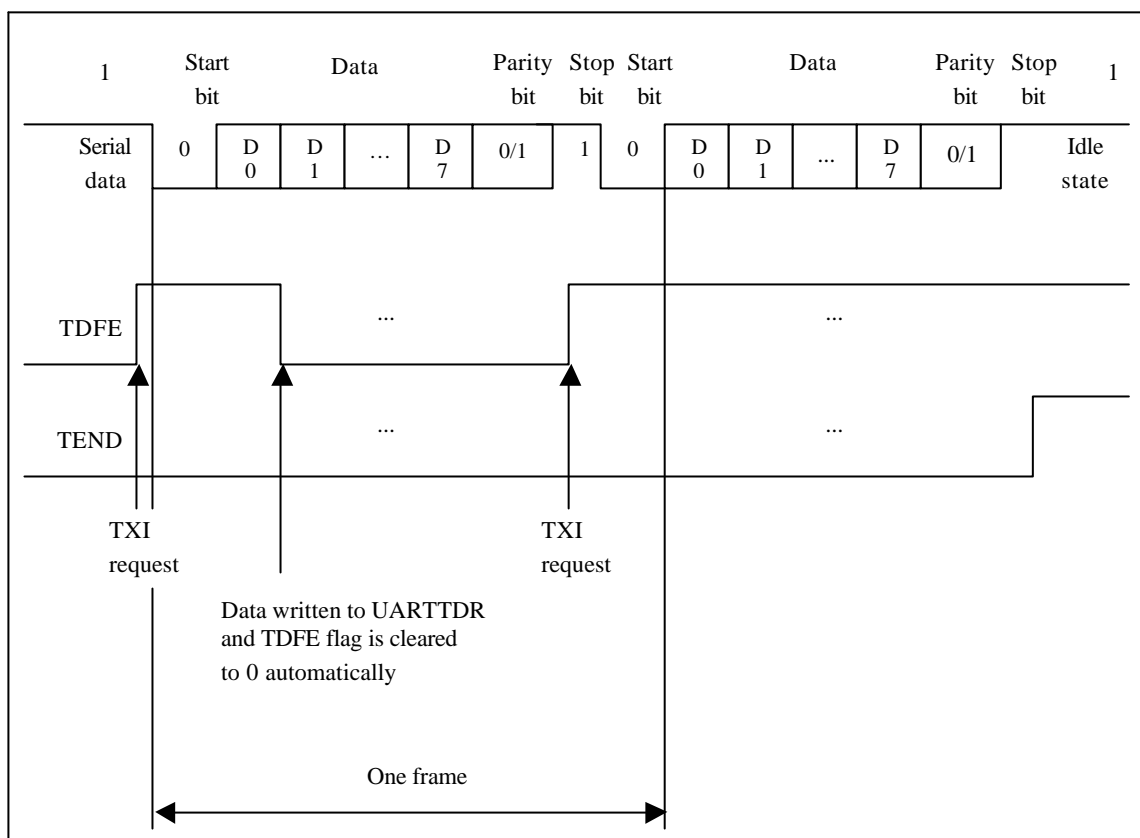 1 Start Data Parity Stop Start Data Parity Stop 1
bit bit bit bit bit bit
Serial 0 D D ... D 0/1 1 0 D D ... D 0/1 Idle
data 0 1 7 0 1 7 state
TDFE ... ...
TEND ... ...
TXI TXI
request request
Data written to UARTTDR
and TDFE flag is cleared
to 0 automatically
One frame